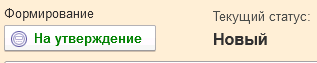 Формирование
На утверждение
Текущий статус:
Новый